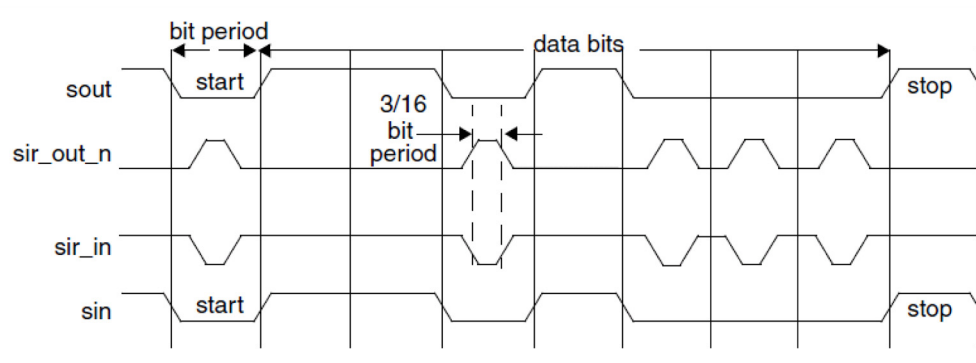 bit period
data bits
sout
start
stop
3/16
bit
period
sir_out_n
sir_in
sin
start
stop